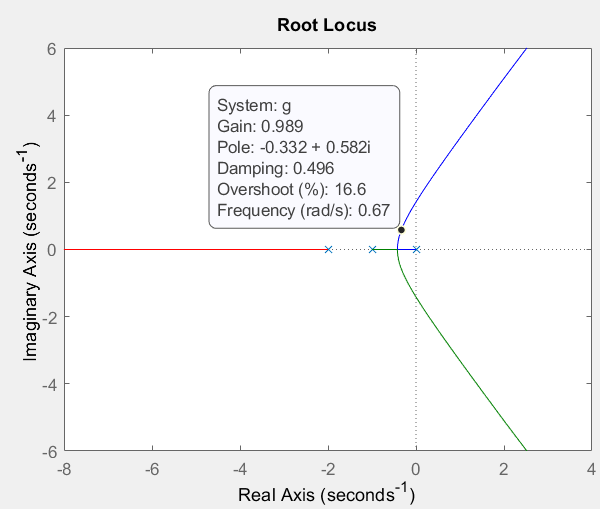 Root Locus
System: g
Gain: 0.989
Pole: -0.332 + 0.582i
Damping: 0.496
Overshoot (%): 16.6
Frequency (rad/s): 0.67
Imaginary Axis (seconds⁻¹)
6
4
2
0
-2
-4
-6
-8 -6 -4 -2 0 2 4
Real Axis (seconds⁻¹)